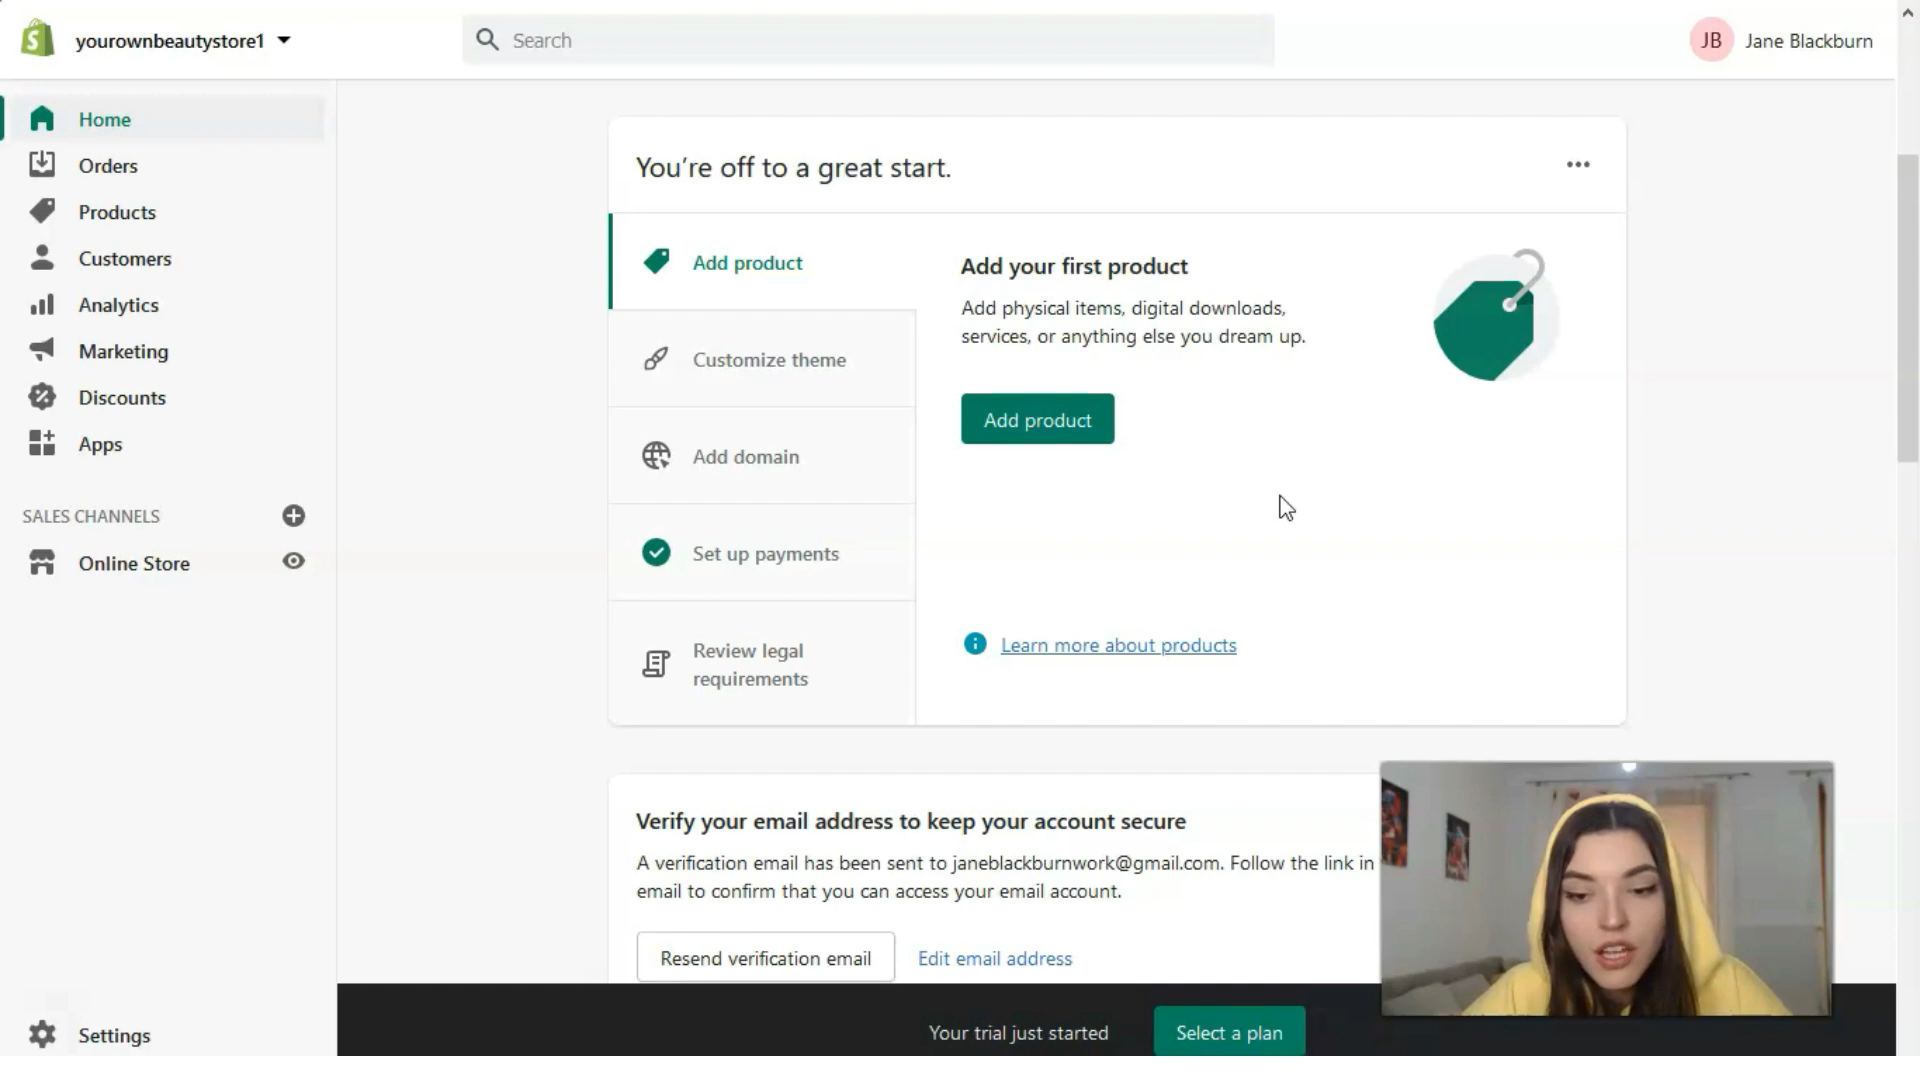 yourownbeautystore1
Search
JB
Jane Blackburn
Home
Orders
Products
Customers
Analytics
Marketing
Discounts
Apps
SALES CHANNELS
Online Store
Settings
You're off to a great start.
Add product
Customize theme
Add domain
Set up payments
Review legal
requirements
Add your first product
Add physical items, digital downloads,
services, or anything else you dream up.
Add product
Learn more about products
Verify your email address to keep your account secure
A verification email has been sent to janeblackburnwork@gmail.com. Follow the link in
email to confirm that you can access your email account.
Resend verification email
Edit email address
Your trial just started
Select a plan